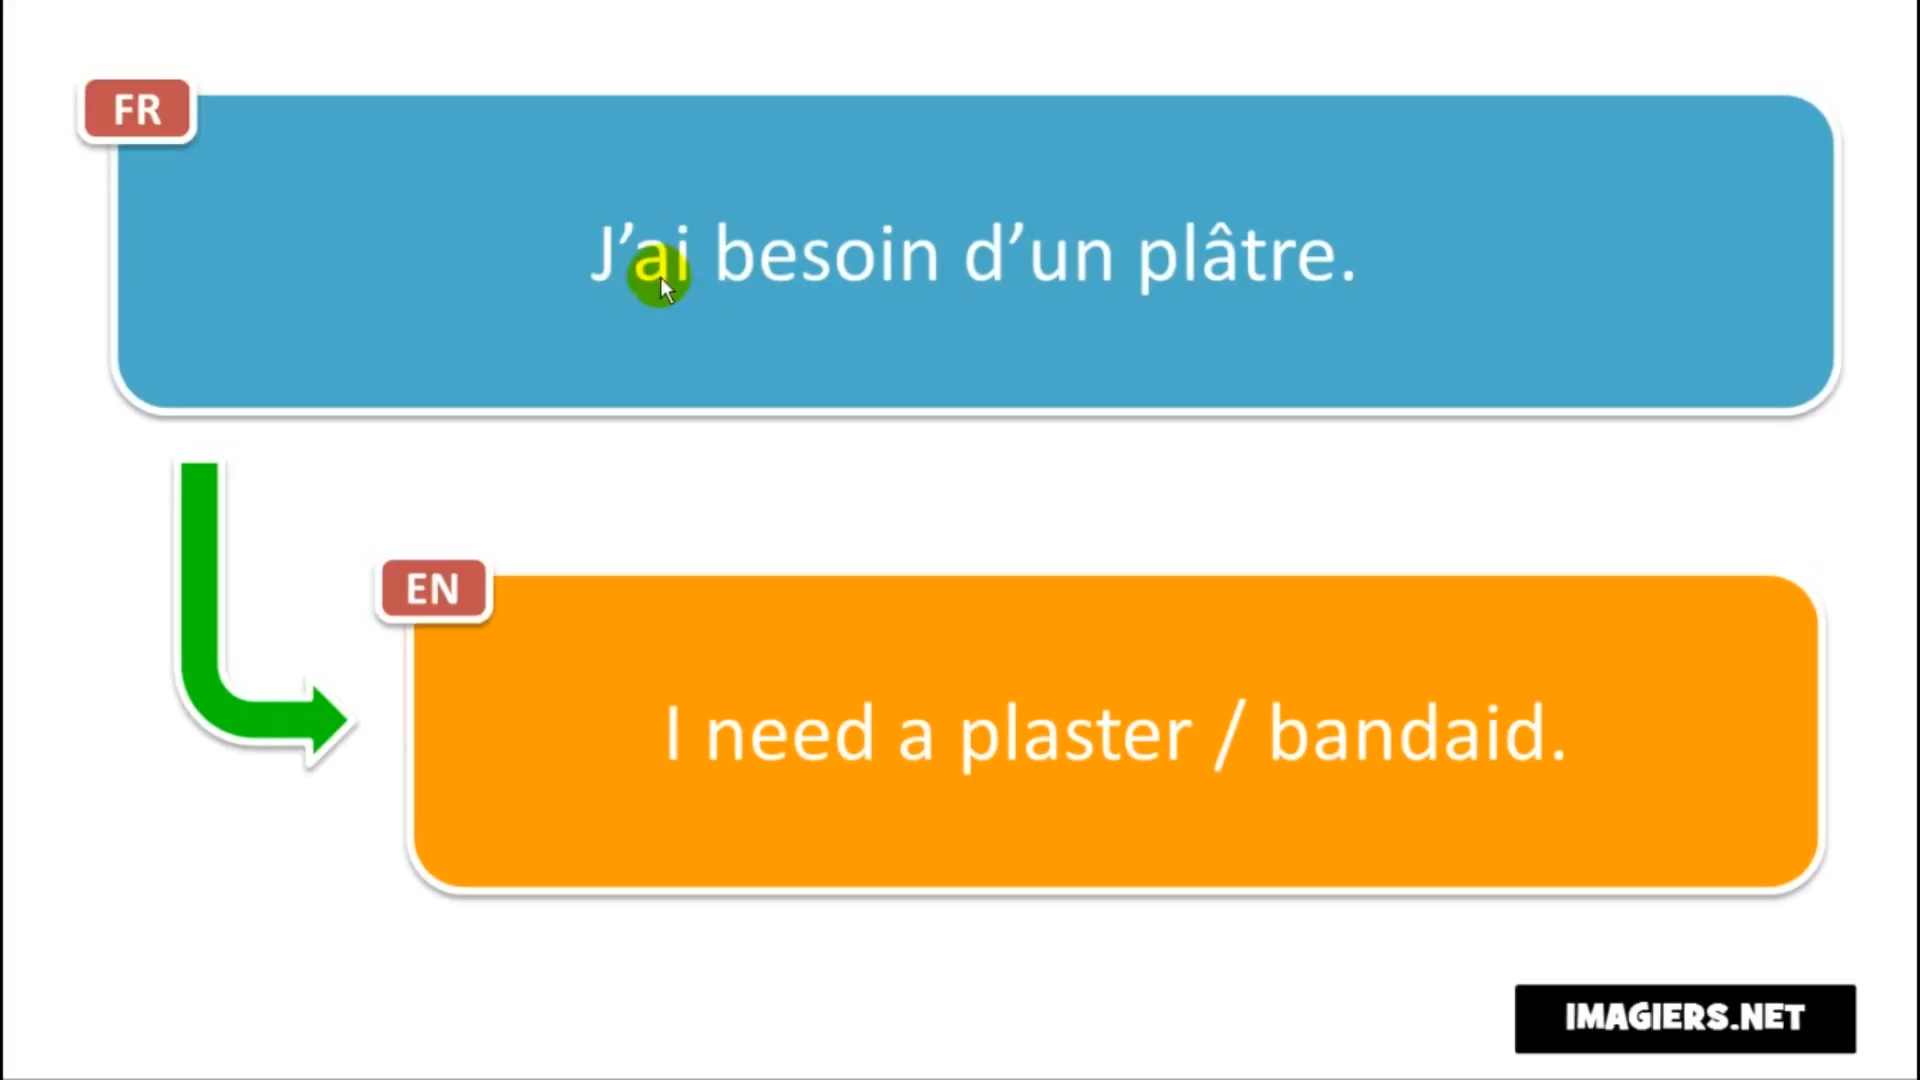 FR
J’ai besoin d’un plâtre.
EN
I need a plaster / bandaid.
IMAGIERS.NET